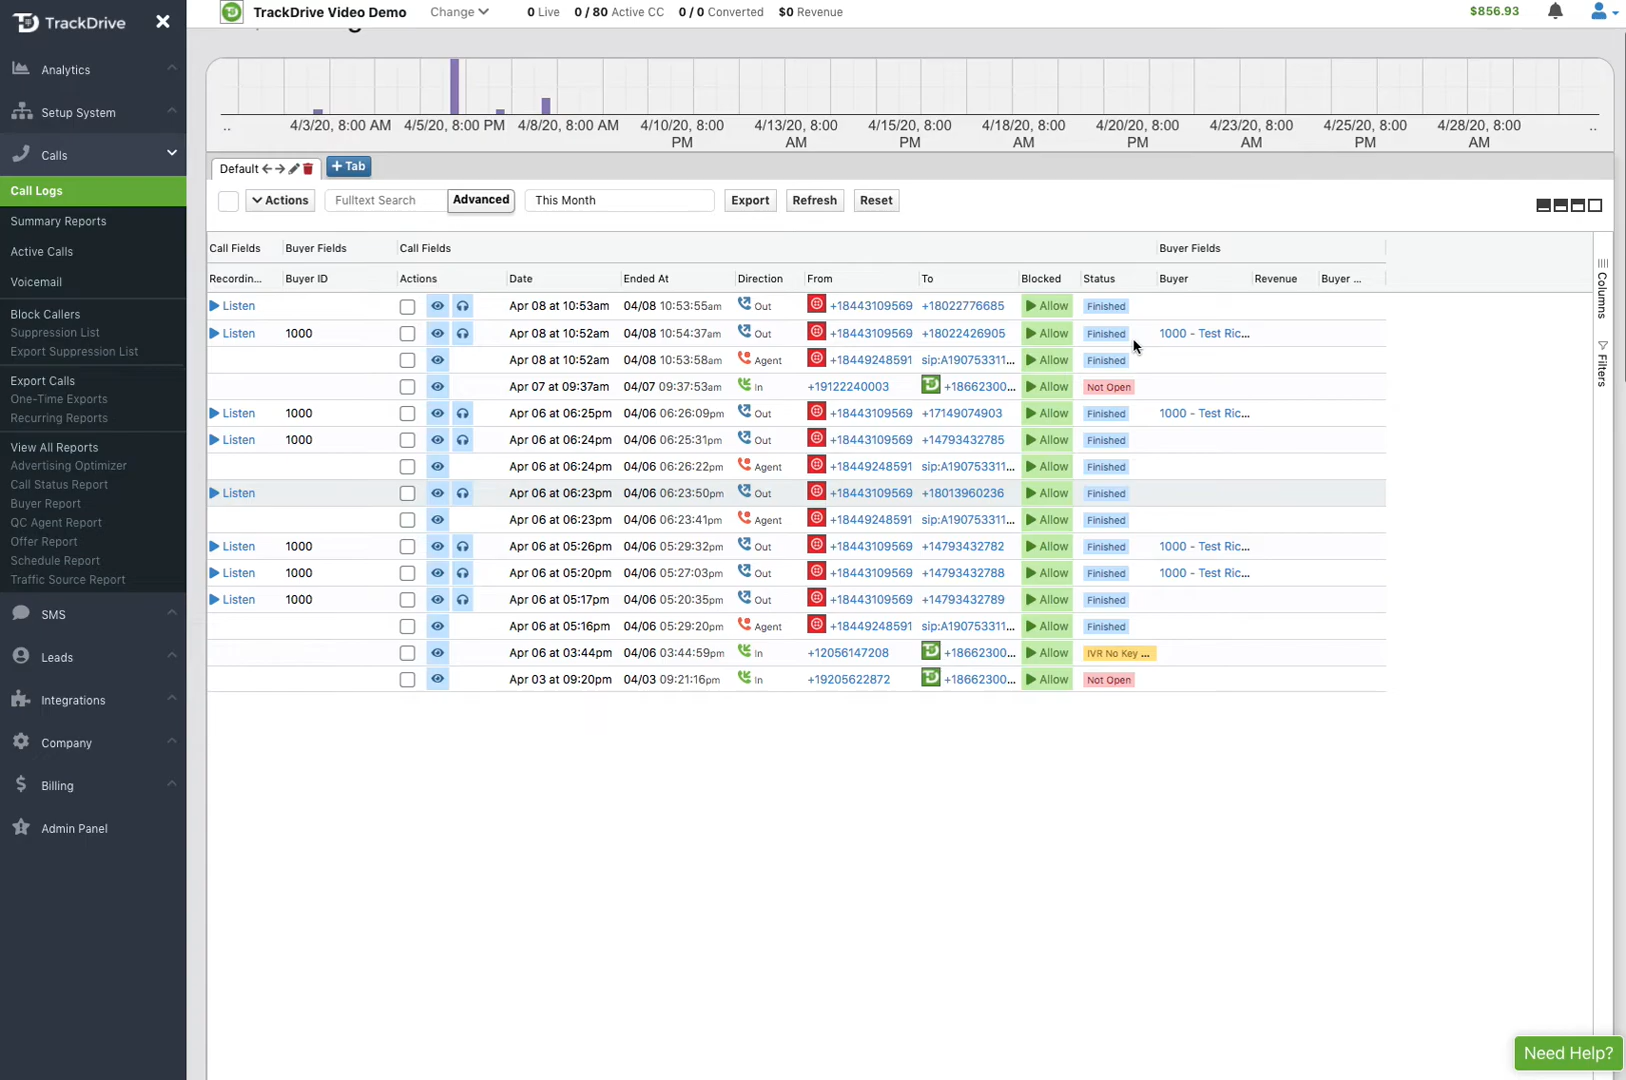 TrackDrive
TrackDrive Video Demo Change 0 Live 0 / 80 Active CC 0 / 0 Converted $0 Revenue $856.93
Analytics
Setup System
Calls
Call Logs
Summary Reports
Active Calls
Voicemail
Block Callers
Suppression List
Export Suppression List
Export Calls
One-Time Exports
Recurring Reports
View All Reports
Advertising Optimizer
Call Status Report
Buyer Report
QC Agent Report
Offer Report
Schedule Report
Traffic Source Report
SMS
Leads
Integrations
Company
Billing
Admin Panel
.. 4/3/20, 8:00 AM 4/5/20, 8:00 PM 4/8/20, 8:00 AM 4/10/20, 8:00 PM 4/13/20, 8:00 AM 4/15/20, 8:00 PM 4/18/20, 8:00 AM 4/20/20, 8:00 PM 4/23/20, 8:00 AM 4/25/20, 8:00 PM 4/28/20, 8:00 AM ..
Default + Tab
Actions Fulltext Search Advanced This Month Export Refresh Reset
Call Fields Buyer Fields Call Fields Buyer Fields
Recordin... Buyer ID Actions Date Ended At Direction From To Blocked Status Buyer Revenue Buyer ...
Listen Apr 08 at 10:53am 04/08 10:53:55am Out +18443109569 +18022776685 Allow Finished
Listen 1000 Apr 08 at 10:52am 04/08 10:54:37am Out +18443109569 +18022426905 Allow Finished 1000 - Test Ric...
Apr 08 at 10:52am 04/08 10:53:58am Agent +18449248591 sip:A190753311... Allow Finished
Apr 07 at 09:37am 04/07 09:37:53am In +19122240003 +18662300... Allow Not Open
Listen 1000 Apr 06 at 06:25pm 04/06 06:26:09pm Out +18443109569 +17149074903 Allow Finished 1000 - Test Ric...
Listen 1000 Apr 06 at 06:24pm 04/06 06:25:31pm Out +18443109569 +14793432785 Allow Finished
Apr 06 at 06:24pm 04/06 06:26:22pm Agent +18449248591 sip:A190753311... Allow Finished
Listen Apr 06 at 06:23pm 04/06 06:23:50pm Out +18443109569 +18013960236 Allow Finished
Apr 06 at 06:23pm 04/06 06:23:41pm Agent +18449248591 sip:A190753311... Allow Finished
Listen 1000 Apr 06 at 05:26pm 04/06 05:29:32pm Out +18443109569 +14793432782 Allow Finished 1000 - Test Ric...
Listen 1000 Apr 06 at 05:20pm 04/06 05:27:03pm Out +18443109569 +14793432788 Allow Finished 1000 - Test Ric...
Listen 1000 Apr 06 at 05:17pm 04/06 05:20:35pm Out +18443109569 +14793432789 Allow Finished
Apr 06 at 05:16pm 04/06 05:29:20pm Agent +18449248591 sip:A190753311... Allow Finished
Apr 06 at 03:44pm 04/06 03:44:59pm In +12056147208 +18662300... Allow IVR No Key ...
Apr 03 at 09:20pm 04/03 09:21:16pm In +19205622872 +18662300... Allow Not Open
Columns
Filters
Need Help?